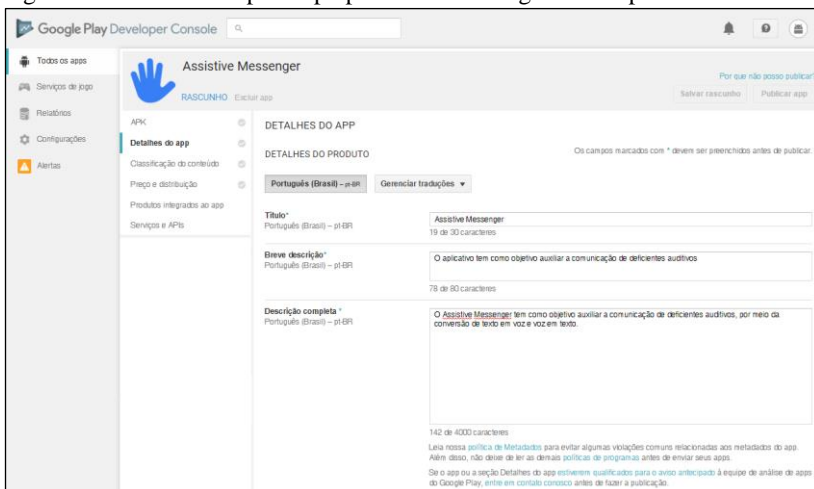 Google Play Developer Console
Todos os apps
Serviços de jogo
Relatórios
Configurações
Alertas
Assistive Messenger
RASCUNHO Excluir app
Por que não posso publicar?
Salvar rascunho Publicar app
APK
Detalhes do app
Classificação do conteúdo
Preço e distribuição
Produtos integrados ao app
Serviços e APIs
DETALHES DO APP
DETALHES DO PRODUTO
Os campos marcados com * devem ser preenchidos antes de publicar.
Português (Brasil) – pt-BR Gerenciar traduções
Título*
Português (Brasil) – pt-BR
Assistive Messenger
19 de 30 caracteres
Breve descrição*
Português (Brasil) – pt-BR
O aplicativo tem como objetivo auxiliar a comunicação de deficientes auditivos
78 de 80 caracteres
Descrição completa *
Português (Brasil) – pt-BR
O Assistive Messenger tem como objetivo auxiliar a comunicação de deficientes auditivos, por meio da
conversão de texto em voz e voz em texto.
142 de 4000 caracteres
Leia nossa política de Metadados para evitar algumas violações comuns relacionadas aos metadados do app.
Além disso, não deixe de ler as demais políticas de programas antes de enviar seus apps.
Se o app ou a seção Detalhes do app estiverem qualificados para o aviso antecipado à equipe de análise de apps
do Google Play, entre em contato conosco antes de fazer a publicação.